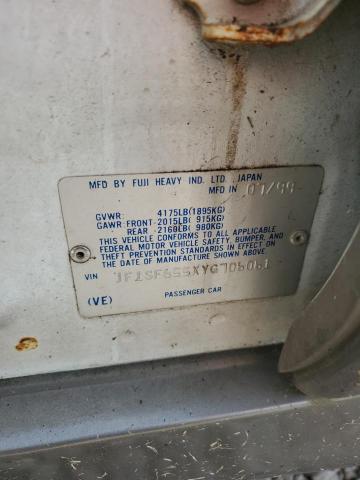 MFD BY FUJI HEAVY IND. LTD., JAPAN
MFD IN 07/99
GVWR: 4175LB(1895KG)
GAWR: FRONT-2015LB( 915KG)
REAR -2160LB( 980KG)
THIS VEHICLE CONFORMS TO ALL APPLICABLE
FEDERAL MOTOR VEHICLE SAFETY, BUMPER, AND
THEFT PREVENTION STANDARDS IN EFFECT ON
THE DATE OF MANUFACTURE SHOWN ABOVE
VIN
(VE) PASSENGER CAR